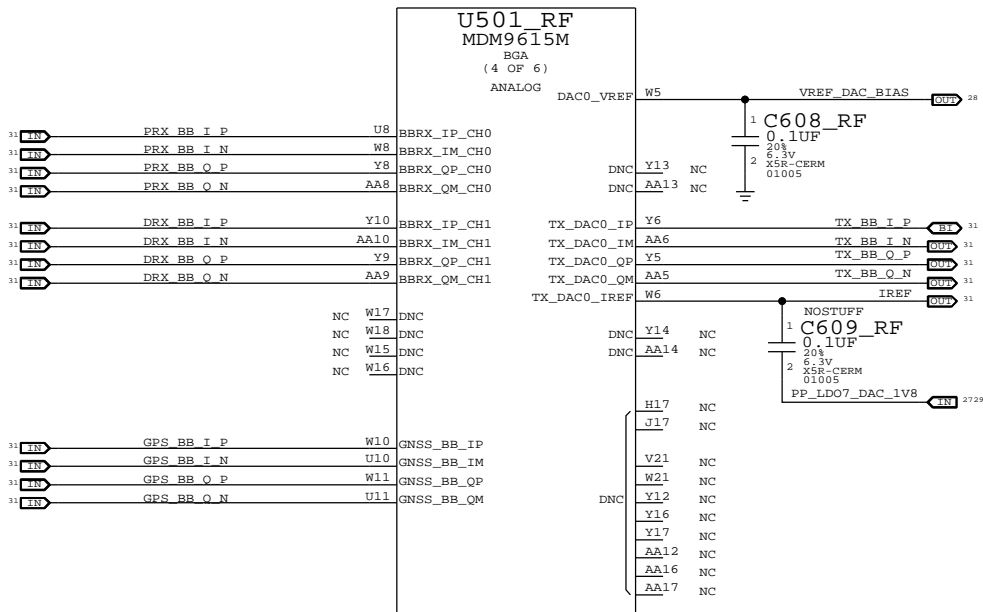 U501_RF
MDM9615M
BGA
(4 OF 6)
ANALOG
DAC0_VREF W5 VREF_DAC_BIAS OUT 28
1 C608_RF
0.1UF
20%
6.3V
2 X5R-CERM
01005
31 IN PRX_BB_I_P U8 BBRX_IP_CH0
31 IN PRX_BB_I_N W8 BBRX_IM_CH0
31 IN PRX_BB_Q_P Y8 BBRX_QP_CH0
31 IN PRX_BB_Q_N AA8 BBRX_QM_CH0
DNC Y13 NC
DNC AA13 NC
31 IN DRX_BB_I_P Y10 BBRX_IP_CH1
31 IN DRX_BB_I_N AA10 BBRX_IM_CH1
31 IN DRX_BB_Q_P Y9 BBRX_QP_CH1
31 IN DRX_BB_Q_N AA9 BBRX_QM_CH1
TX_DAC0_IP Y6 TX_BB_I_P BI 31
TX_DAC0_IM AA6 TX_BB_I_N OUT 31
TX_DAC0_QP Y5 TX_BB_Q_P OUT 31
TX_DAC0_QM AA5 TX_BB_Q_N OUT 31
TX_DAC0_IREF W6 IREF OUT 31
NC W17 DNC
NC W18 DNC
NC W15 DNC
NC W16 DNC
DNC Y14 NC
DNC AA14 NC
NOSTUFF
1 C609_RF
0.1UF
20%
6.3V
2 X5R-CERM
01005
PP_LDO7_DAC_1V8 IN 2729
H17 NC
J17 NC
V21 NC
W21 NC
DNC Y12 NC
Y16 NC
Y17 NC
AA12 NC
AA16 NC
AA17 NC
31 IN GPS_BB_I_P W10 GNSS_BB_IP
31 IN GPS_BB_I_N U10 GNSS_BB_IM
31 IN GPS_BB_Q_P W11 GNSS_BB_QP
31 IN GPS_BB_Q_N U11 GNSS_BB_QM